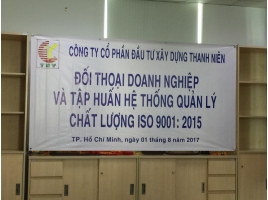 CÔNG TY CỔ PHẦN ĐẦU TƯ XÂY DỰNG THANH NIÊN
ĐỐI THOẠI DOANH NGHIỆP
VÀ TẬP HUẤN HỆ THỐNG QUẢN LÝ
CHẤT LƯỢNG ISO 9001: 2015
TP. Hồ Chí Minh, ngày 01 tháng 8 năm 2017